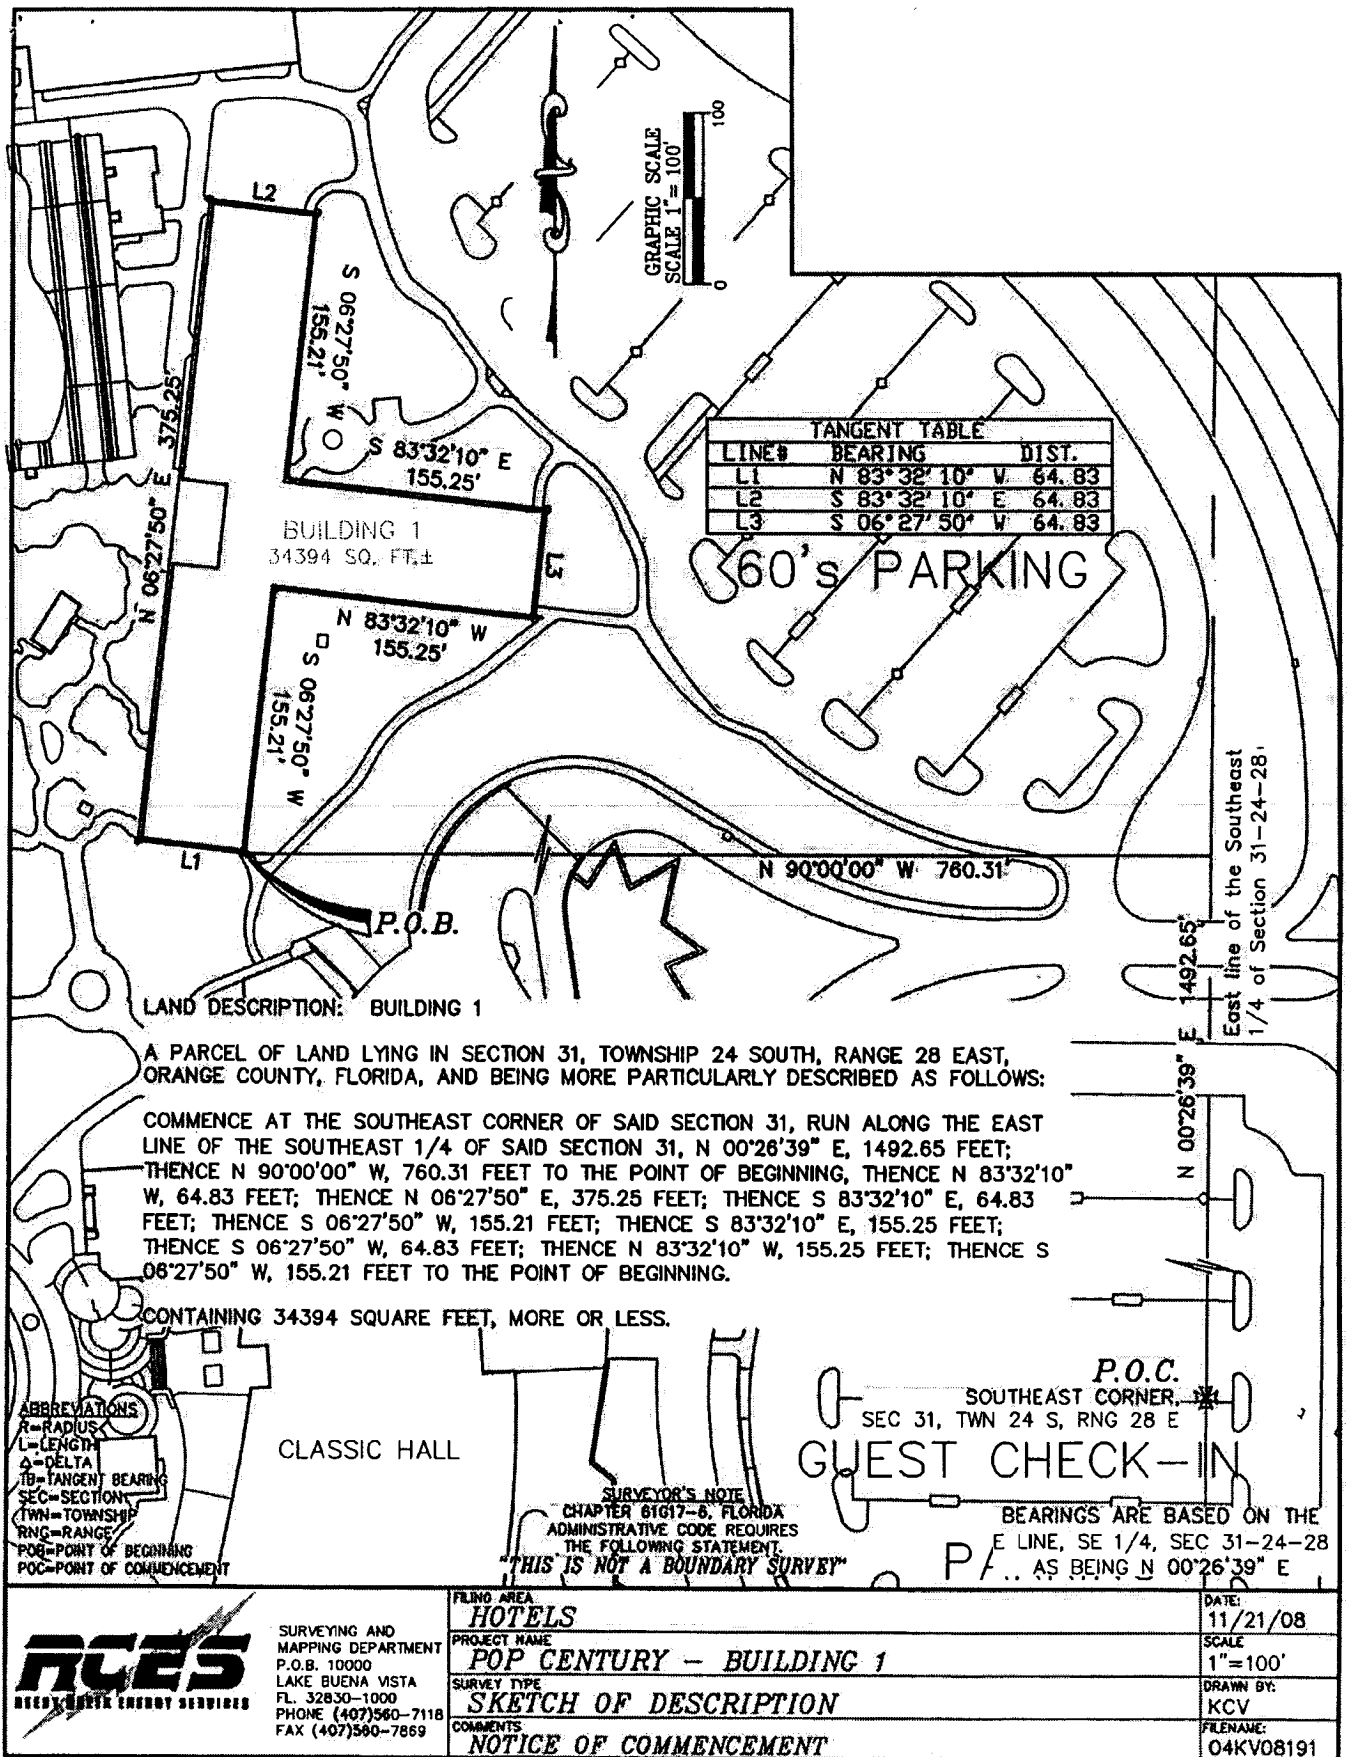 L2
GRAPHIC SCALE
SCALE 1"= 100'
0
100
S 06°27'50" W
155.21'
N 06°27'50" E 375.25'
S 83°32'10" E
155.25'
TANGENT TABLE
LINE# BEARING DIST.
L1 N 83°32'10" W 64.83
L2 S 83°32'10" E 64.83
L3 S 06°27'50" W 64.83
BUILDING 1
34394 SQ. FT.±
L3
60's PARKING
N 83°32'10" W
155.25'
S 06°27'50" W
155.21'
L1
N 90°00'00" W 760.31'
P.O.B.
East line of the Southeast
1/4 of Section 31-24-28
N 00°26'39" E 1492.65'
LAND DESCRIPTION: BUILDING 1
A PARCEL OF LAND LYING IN SECTION 31, TOWNSHIP 24 SOUTH, RANGE 28 EAST,
ORANGE COUNTY, FLORIDA, AND BEING MORE PARTICULARLY DESCRIBED AS FOLLOWS:
COMMENCE AT THE SOUTHEAST CORNER OF SAID SECTION 31, RUN ALONG THE EAST
LINE OF THE SOUTHEAST 1/4 OF SAID SECTION 31, N 00°26'39" E, 1492.65 FEET;
THENCE N 90°00'00" W, 760.31 FEET TO THE POINT OF BEGINNING, THENCE N 83°32'10"
W, 64.83 FEET; THENCE N 06°27'50" E, 375.25 FEET; THENCE S 83°32'10" E, 64.83
FEET; THENCE S 06°27'50" W, 155.21 FEET; THENCE S 83°32'10" E, 155.25 FEET;
THENCE S 06°27'50" W, 64.83 FEET; THENCE N 83°32'10" W, 155.25 FEET; THENCE S
06°27'50" W, 155.21 FEET TO THE POINT OF BEGINNING.
CONTAINING 34394 SQUARE FEET, MORE OR LESS.
P.O.C.
SOUTHEAST CORNER,
SEC 31, TWN 24 S, RNG 28 E
ABBREVIATIONS
R=RADIUS
L=LENGTH
Δ=DELTA
TB=TANGENT BEARING
SEC=SECTION
TWN=TOWNSHIP
RNG=RANGE
POB=POINT OF BEGINNING
POC=POINT OF COMMENCEMENT
CLASSIC HALL
GUEST CHECK-IN
SURVEYOR'S NOTE
CHAPTER 61G17-6, FLORIDA
ADMINISTRATIVE CODE REQUIRES
THE FOLLOWING STATEMENT.
"THIS IS NOT A BOUNDARY SURVEY"
BEARINGS ARE BASED ON THE
E LINE, SE 1/4, SEC 31-24-28
AS BEING N 00°26'39" E
RCES
REEDY CREEK ENERGY SERVICES
SURVEYING AND
MAPPING DEPARTMENT
P.O.B. 10000
LAKE BUENA VISTA
FL. 32830-1000
PHONE (407)560-7118
FAX (407)560-7869
FILING AREA
HOTELS
PROJECT NAME
POP CENTURY - BUILDING 1
SURVEY TYPE
SKETCH OF DESCRIPTION
COMMENTS
NOTICE OF COMMENCEMENT
DATE:
11/21/08
SCALE
1"=100'
DRAWN BY:
KCV
FILENAME:
04KV08191